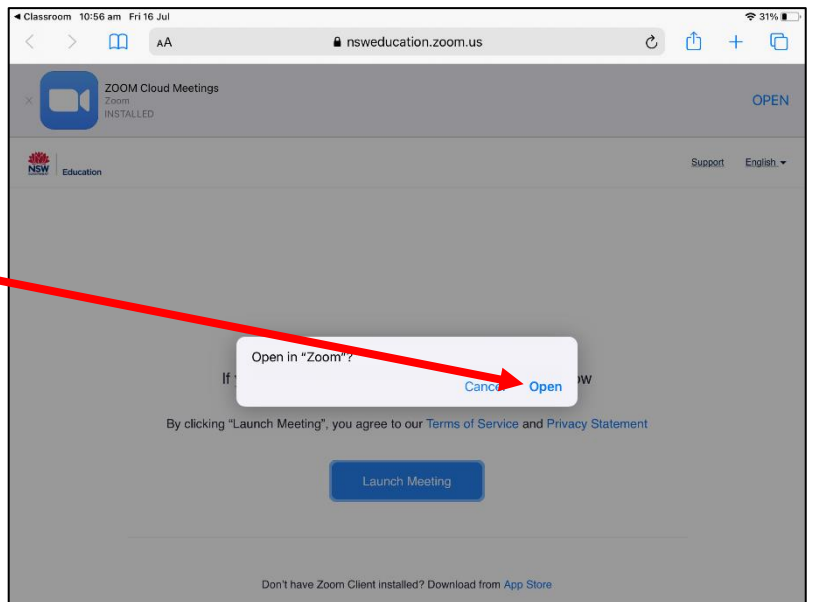 Classroom 10:56 am Fri 16 Jul 31%
AA nsweducation.zoom.us
ZOOM Cloud Meetings
Zoom
INSTALLED
OPEN
NSW Education Support English
Open in "Zoom"?
If
Cancel Open
By clicking "Launch Meeting", you agree to our Terms of Service and Privacy Statement
Launch Meeting
Don't have Zoom Client installed? Download from App Store